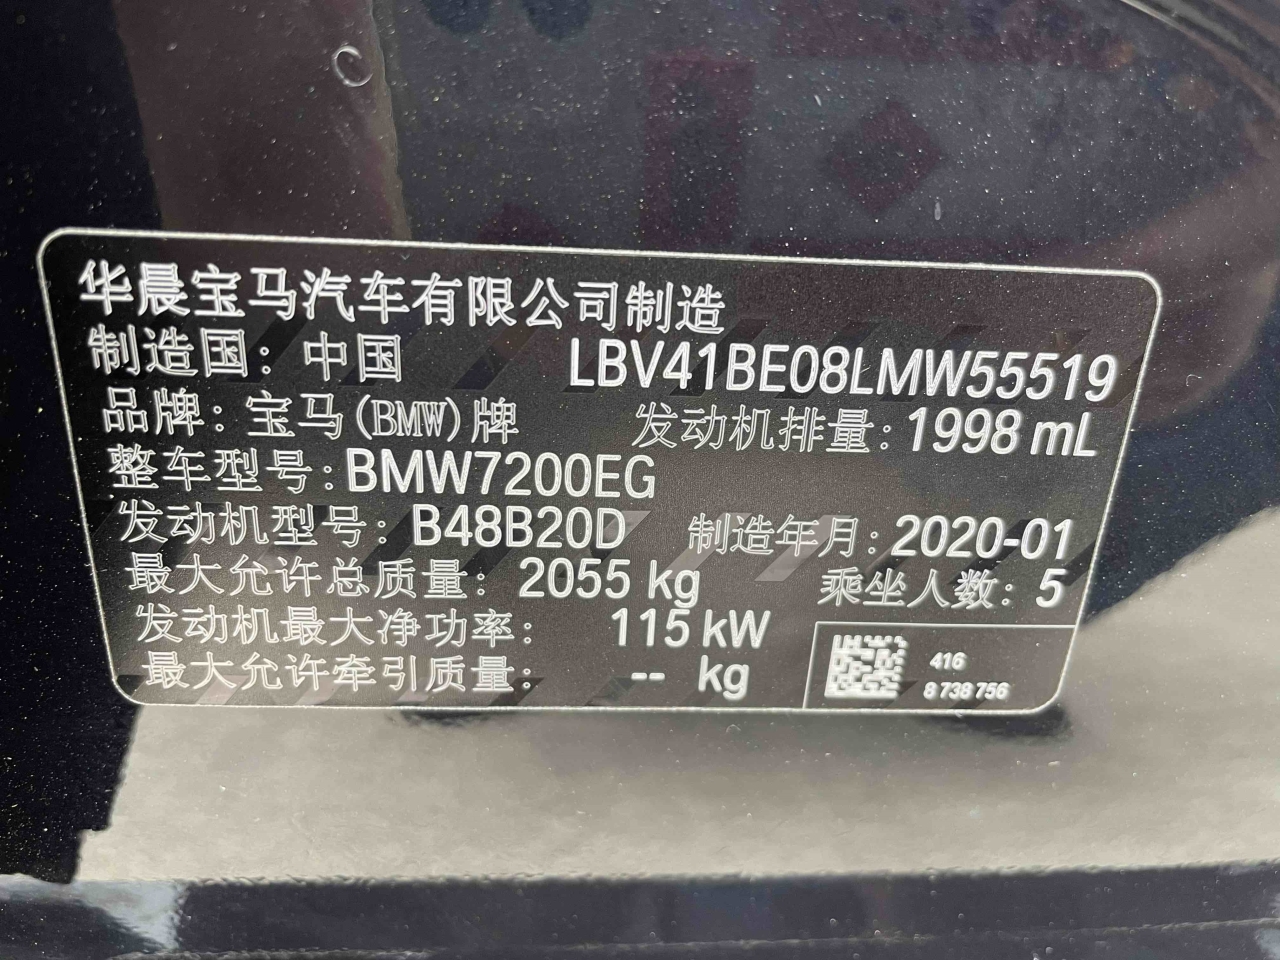 华晨宝马汽车有限公司制造
制造国：中国 LBV41BE08LMW55519
品牌：宝马(BMW)牌 发动机排量：1998 mL
整车型号：BMW7200EG
发动机型号：B48B20D 制造年月：2020-01
最大允许总质量：2055 kg 乘坐人数：5
发动机最大净功率：115 kW
最大允许牵引质量：-- kg
416
8 738 756